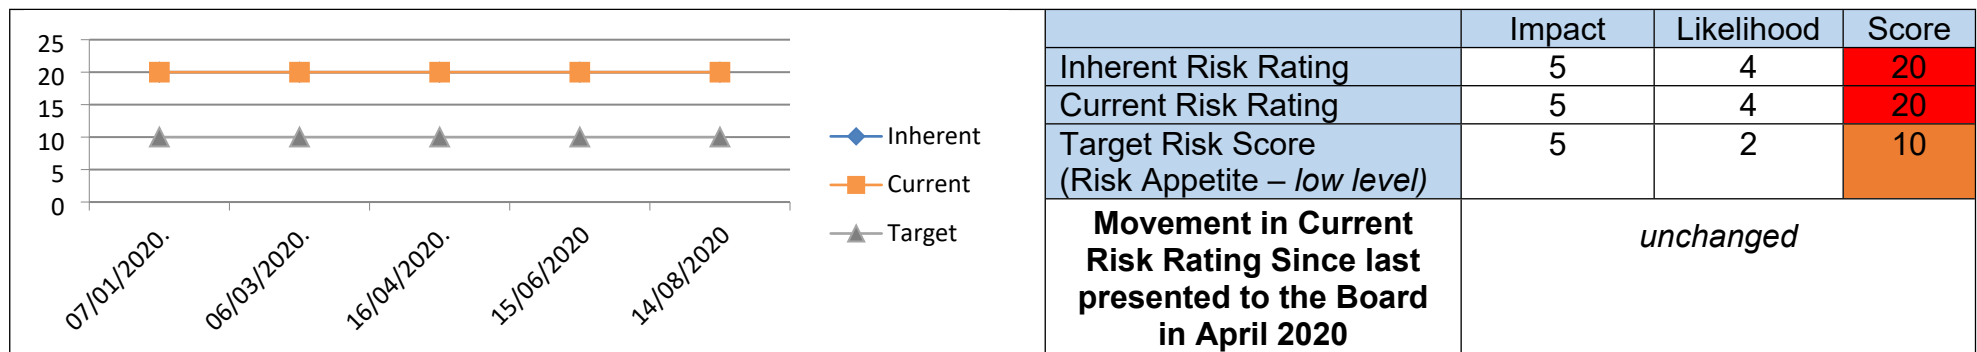 25
20
15
10
5
0
07/01/2020.
06/03/2020.
16/04/2020.
15/06/2020
14/08/2020
Inherent
Current
Target
Impact Likelihood Score
Inherent Risk Rating 5 4 20
Current Risk Rating 5 4 20
Target Risk Score 5 2 10
(Risk Appetite – low level)
Movement in Current
Risk Rating Since last
presented to the Board
in April 2020
unchanged